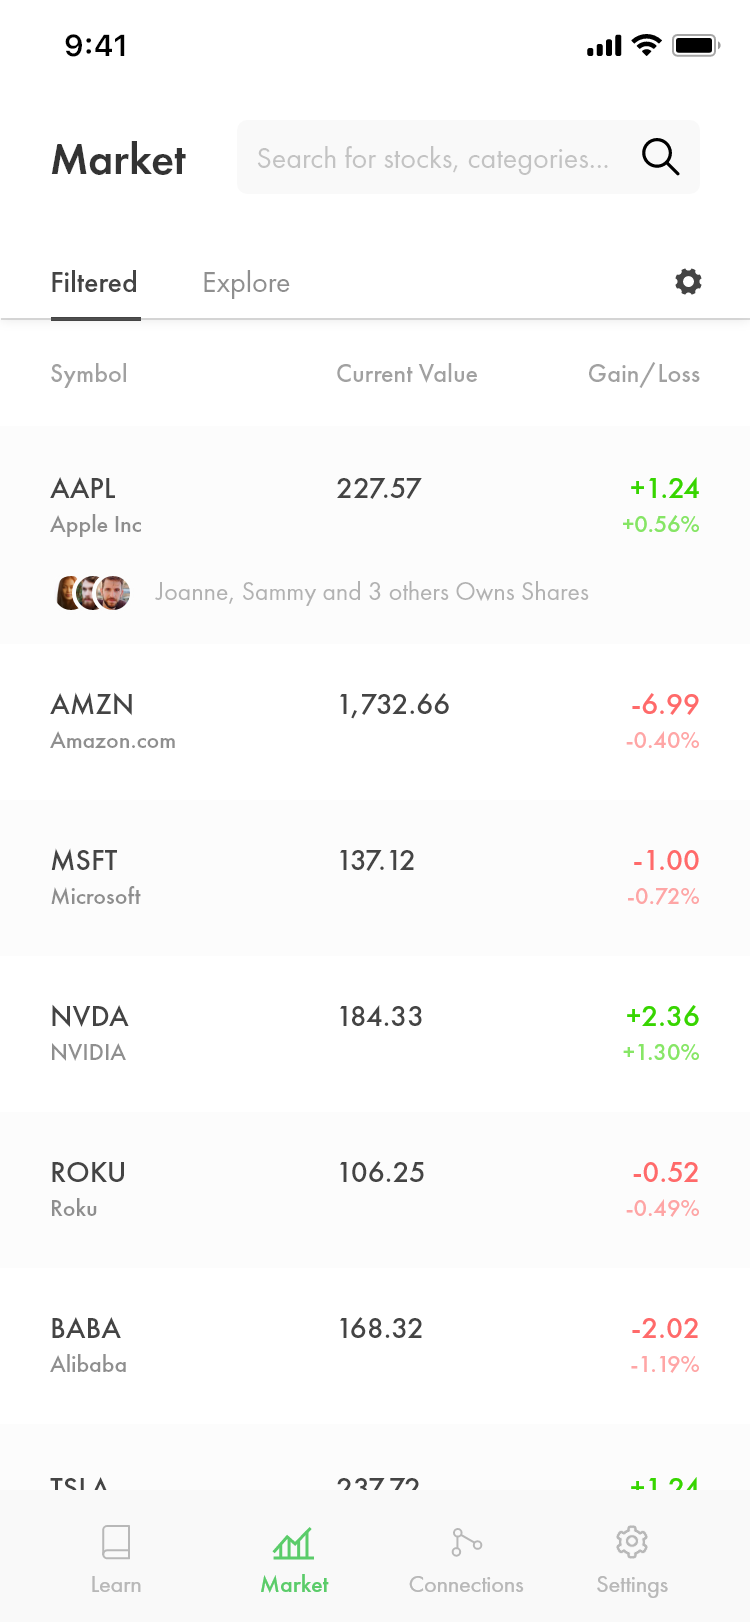 9:41
Market
Search for stocks, categories...
Filtered Explore
Symbol Current Value Gain/Loss
AAPL 227.57 +1.24
Apple Inc +0.56%
Joanne, Sammy and 3 others Owns Shares
AMZN 1,732.66 -6.99
Amazon.com -0.40%
MSFT 137.12 -1.00
Microsoft -0.72%
NVDA 184.33 +2.36
NVIDIA +1.30%
ROKU 106.25 -0.52
Roku -0.49%
BABA 168.32 -2.02
Alibaba -1.19%
TSLA 237.72 +1.24
Learn Market Connections Settings